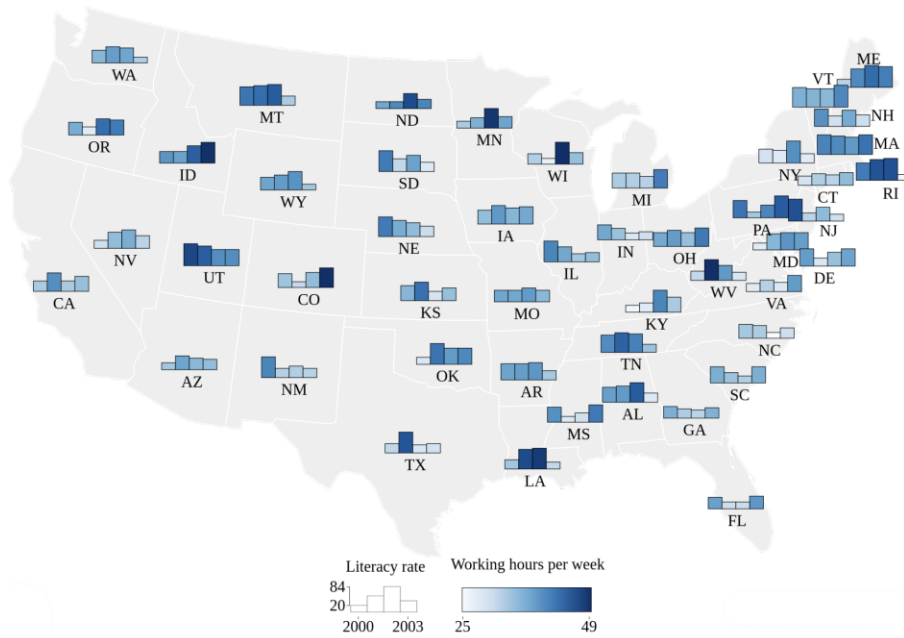 WA
MT
ND
MN
VT
ME
NH
OR
ID
SD
WI
NY
MA
WY
MI
CT
RI
NV
NE
IA
IN
OH
PA
NJ
UT
CO
KS
IL
WV
MD
DE
CA
MO
KY
VA
AZ
NM
OK
AR
TN
NC
SC
MS
AL
GA
TX
LA
FL
Literacy rate
84
20
2000 2003
Working hours per week
25 49